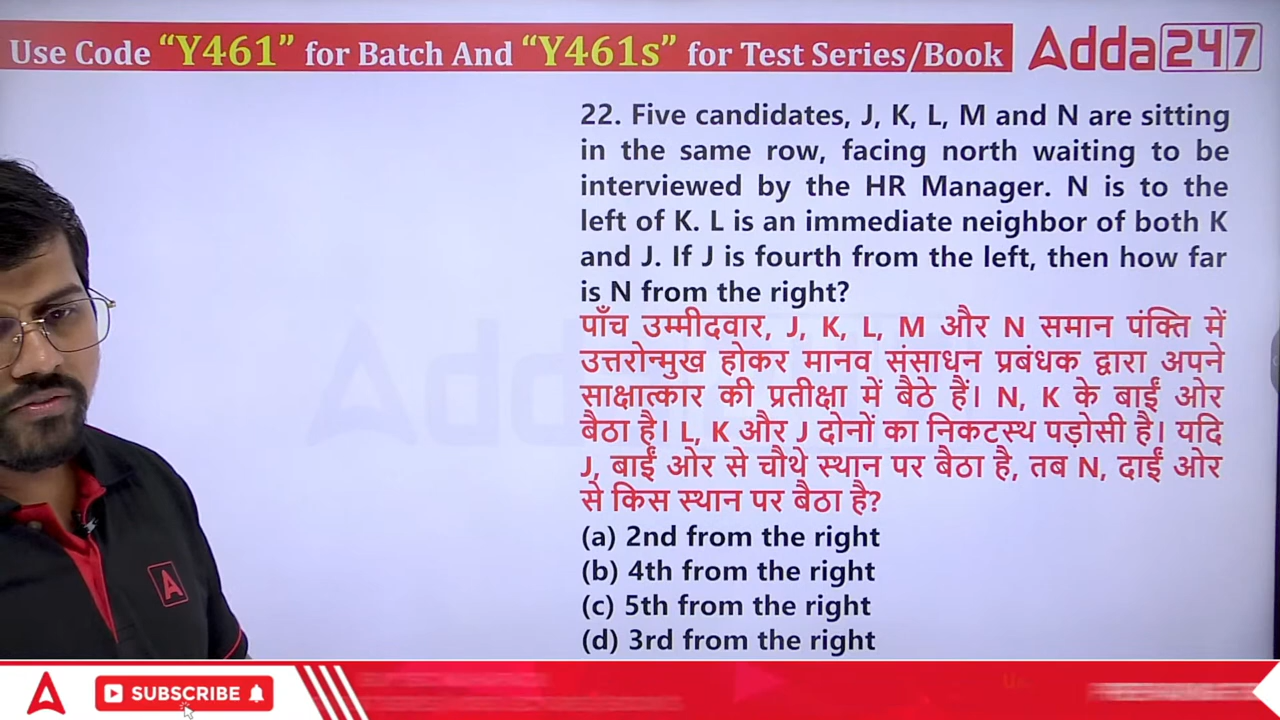 Use Code “Y461” for Batch And “Y461s” for Test Series/Book
Adda247
22. Five candidates, J, K, L, M and N are sitting
in the same row, facing north waiting to be
interviewed by the HR Manager. N is to the
left of K. L is an immediate neighbor of both K
and J. If J is fourth from the left, then how far
is N from the right?
पाँच उम्मीदवार, J, K, L, M और N समान पंक्ति में
उत्तरोन्मुख होकर मानव संसाधन प्रबंधक द्वारा अपने
साक्षात्कार की प्रतीक्षा में बैठे हैं। N, K के बाईं ओर
बैठा है। L, K और J दोनों का निकटस्थ पड़ोसी है। यदि
J, बाईं ओर से चौथे स्थान पर बैठा है, तब N, दाईं ओर
से किस स्थान पर बैठा है?
(a) 2nd from the right
(b) 4th from the right
(c) 5th from the right
(d) 3rd from the right
SUBSCRIBE